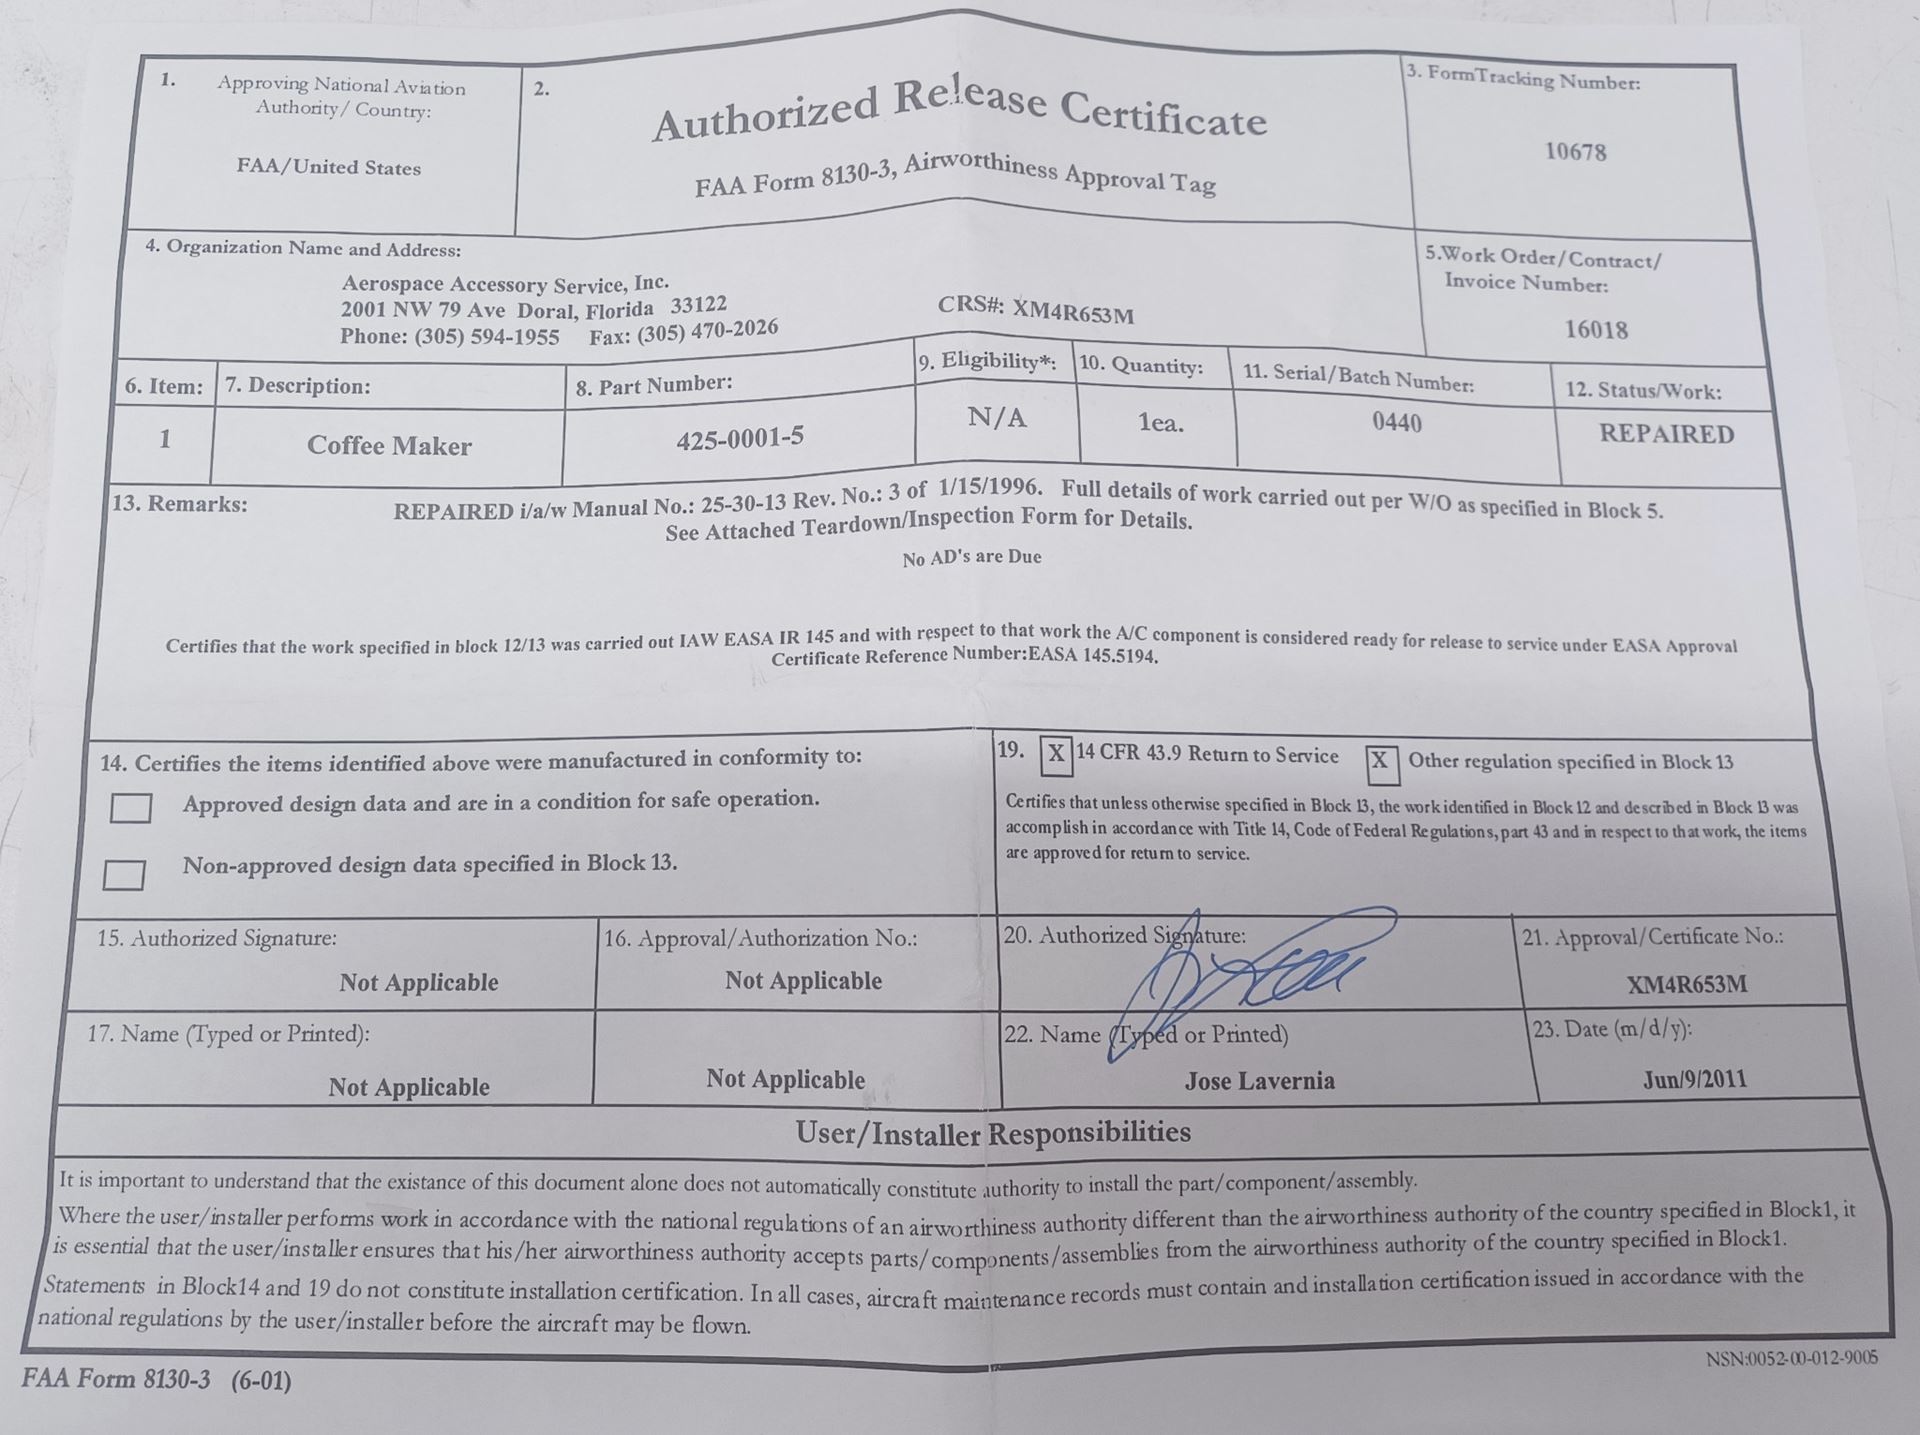 1. Approving National Aviation
Authority/ Country:
FAA/United States
2.
Authorized Release Certificate
FAA Form 8130-3, Airworthiness Approval Tag
3. FormTracking Number:
10678
4. Organization Name and Address:
Aerospace Accessory Service, Inc.
2001 NW 79 Ave Doral, Florida 33122
Phone: (305) 594-1955 Fax: (305) 470-2026
CRS#: XM4R653M
5.Work Order/Contract/
Invoice Number:
16018
6. Item: 7. Description: 8. Part Number: 9. Eligibility*: 10. Quantity: 11. Serial/Batch Number: 12. Status/Work:
1 Coffee Maker 425-0001-5 N/A 1ea. 0440 REPAIRED
13. Remarks:
REPAIRED i/a/w Manual No.: 25-30-13 Rev. No.: 3 of 1/15/1996. Full details of work carried out per W/O as specified in Block 5.
See Attached Teardown/Inspection Form for Details.
No AD's are Due
Certifies that the work specified in block 12/13 was carried out IAW EASA IR 145 and with respect to that work the A/C component is considered ready for release to service under EASA Approval
Certificate Reference Number:EASA 145.5194.
14. Certifies the items identified above were manufactured in conformity to:
Approved design data and are in a condition for safe operation.
Non-approved design data specified in Block 13.
19. X 14 CFR 43.9 Return to Service X Other regulation specified in Block 13
Certifies that unless otherwise specified in Block 13, the work identified in Block 12 and described in Block 13 was
accomplish in accordance with Title 14, Code of Federal Regulations, part 43 and in respect to that work, the items
are approved for return to service.
15. Authorized Signature:
Not Applicable
16. Approval/Authorization No.:
Not Applicable
20. Authorized Signature:
21. Approval/Certificate No.:
XM4R653M
17. Name (Typed or Printed):
Not Applicable
Not Applicable
22. Name (Typed or Printed)
Jose Lavernia
23. Date (m/d/y):
Jun/9/2011
User/Installer Responsibilities
It is important to understand that the existance of this document alone does not automatically constitute authority to install the part/component/assembly.
Where the user/installer performs work in accordance with the national regulations of an airworthiness authority different than the airworthiness authority of the country specified in Block1, it
is essential that the user/installer ensures that his/her airworthiness authority accepts parts/components/assemblies from the airworthiness authority of the country specified in Block1.
Statements in Block14 and 19 do not constitute installation certification. In all cases, aircraft maintenance records must contain and installation certification issued in accordance with the
national regulations by the user/installer before the aircraft may be flown.
FAA Form 8130-3 (6-01)
NSN:0052-00-012-9005